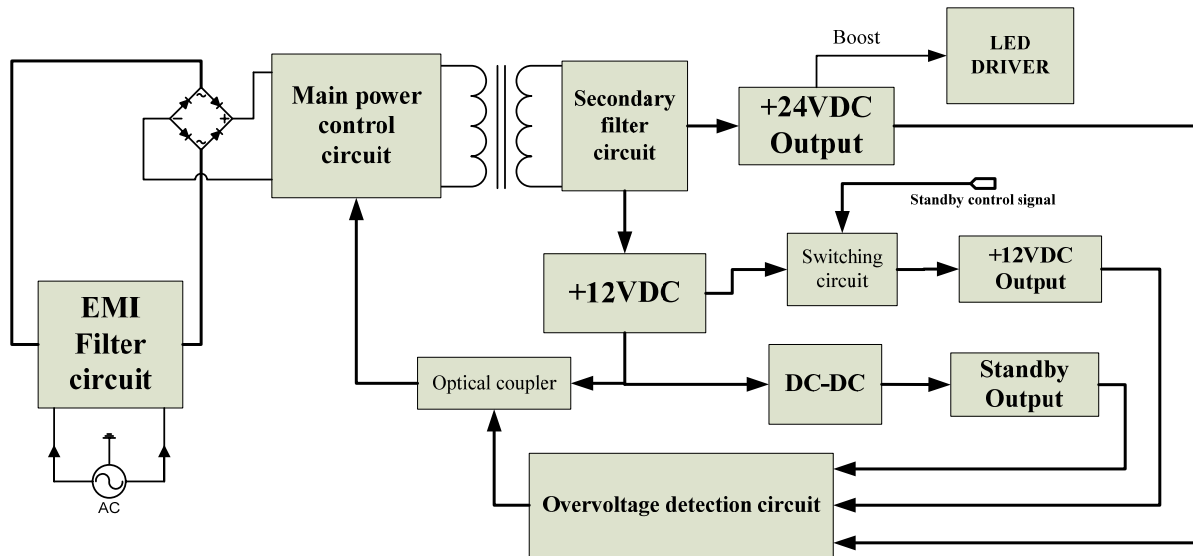 Main power
control
circuit
Secondary
filter
circuit
Boost
LED
DRIVER
+24VDC
Output
Standby control signal
Switching
circuit
+12VDC
Output
+12VDC
EMI
Filter
circuit
Optical coupler
DC-DC
Standby
Output
AC
Overvoltage detection circuit